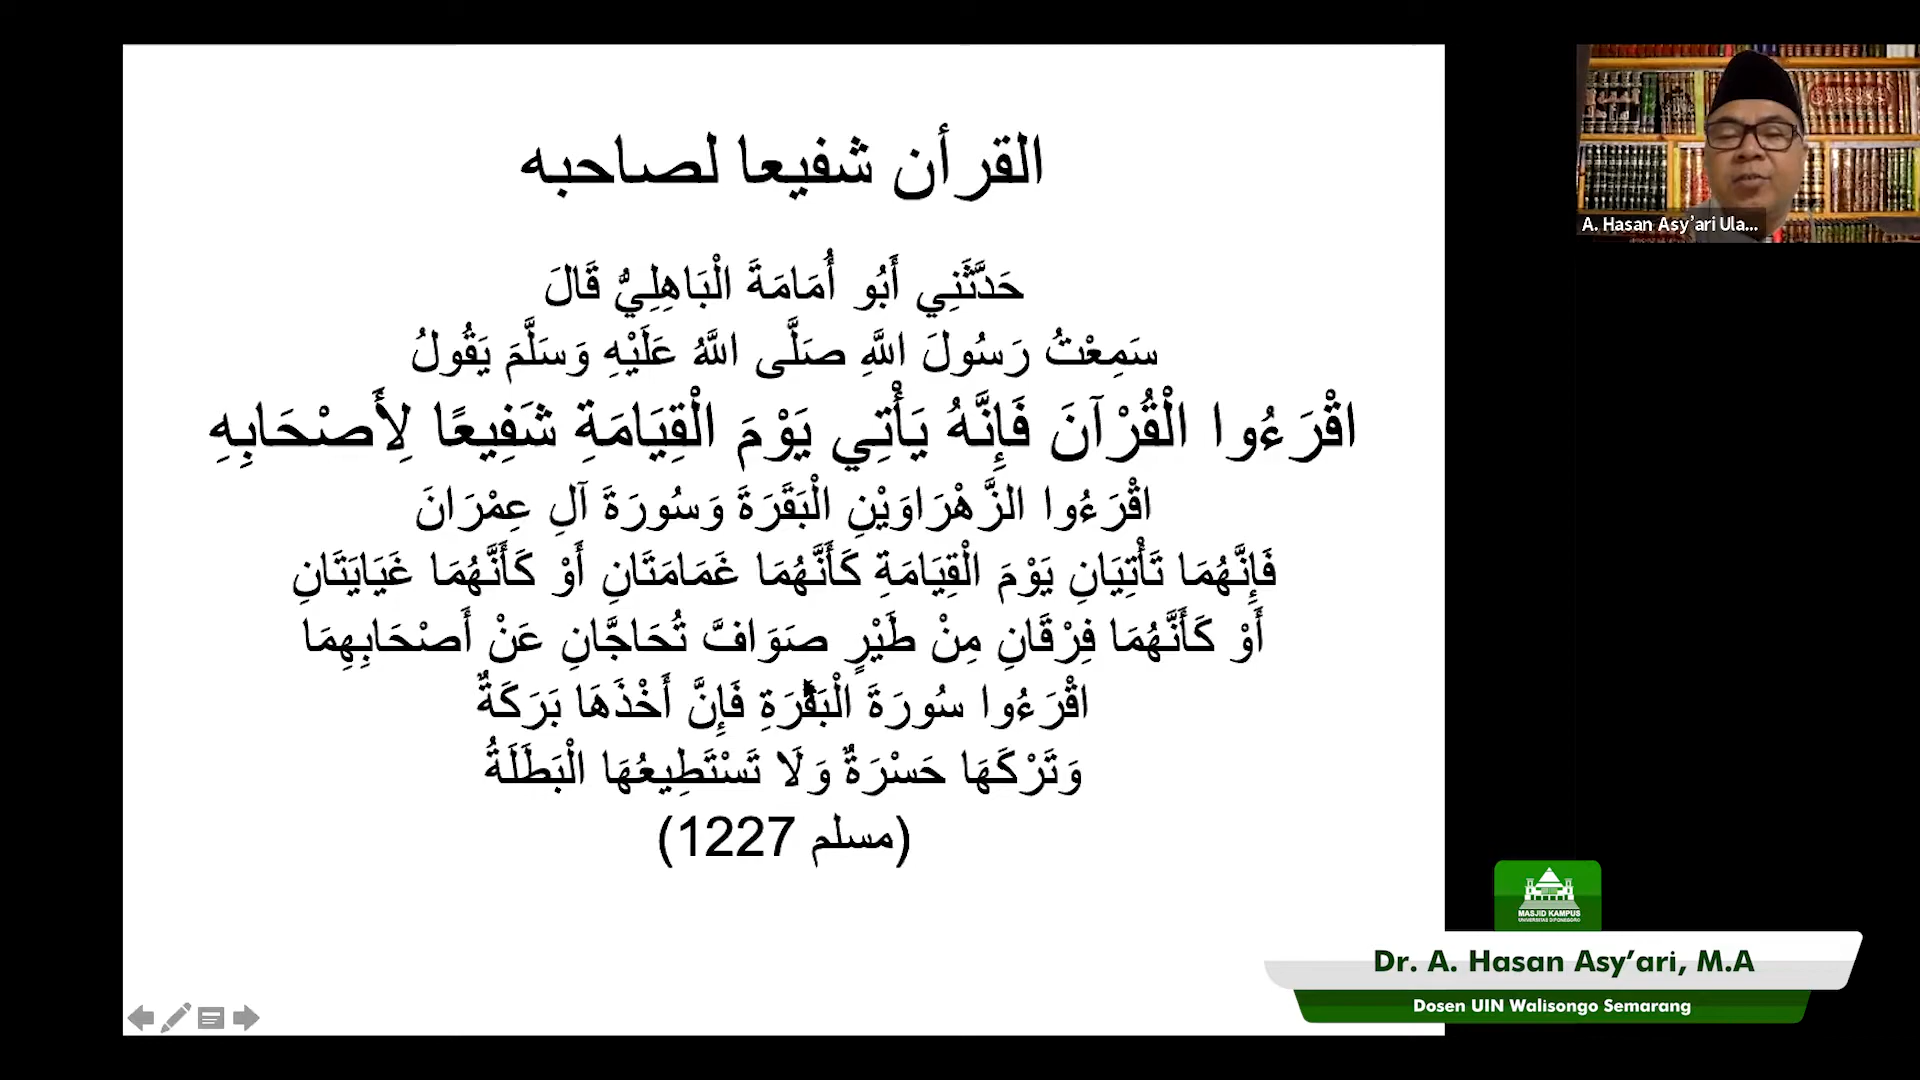 القرأن شفيعا لصاحبه
حَدَّثَنِي أَبُو أُمَامَةَ الْبَاهِلِيُّ قَالَ
سَمِعْتُ رَسُولَ اللَّهِ صَلَّى اللَّهُ عَلَيْهِ وَسَلَّمَ يَقُولُ
اقْرَءُوا الْقُرْآنَ فَإِنَّهُ يَأْتِي يَوْمَ الْقِيَامَةِ شَفِيعًا لِأَصْحَابِهِ
اقْرَءُوا الزَّهْرَاوَيْنِ الْبَقَرَةَ وَسُورَةَ آلِ عِمْرَانَ
فَإِنَّهُمَا تَأْتِيَانِ يَوْمَ الْقِيَامَةِ كَأَنَّهُمَا غَمَامَتَانِ أَوْ كَأَنَّهُمَا غَيَايَتَانِ
أَوْ كَأَنَّهُمَا فِرْقَانِ مِنْ طَيْرٍ صَوَافَّ تُحَاجَّانِ عَنْ أَصْحَابِهِمَا
اقْرَءُوا سُورَةَ الْبَقَرَةِ فَإِنَّ أَخْذَهَا بَرَكَةٌ
وَتَرْكَهَا حَسْرَةٌ وَلَا تَسْتَطِيعُهَا الْبَطَلَةُ
(مسلم 1227)
A. Hasan Asy'ari Ula...
MASJID KAMPUS
UNIVERSITAS DIPONEGORO
Dr. A. Hasan Asy'ari, M.A
Dosen UIN Walisongo Semarang